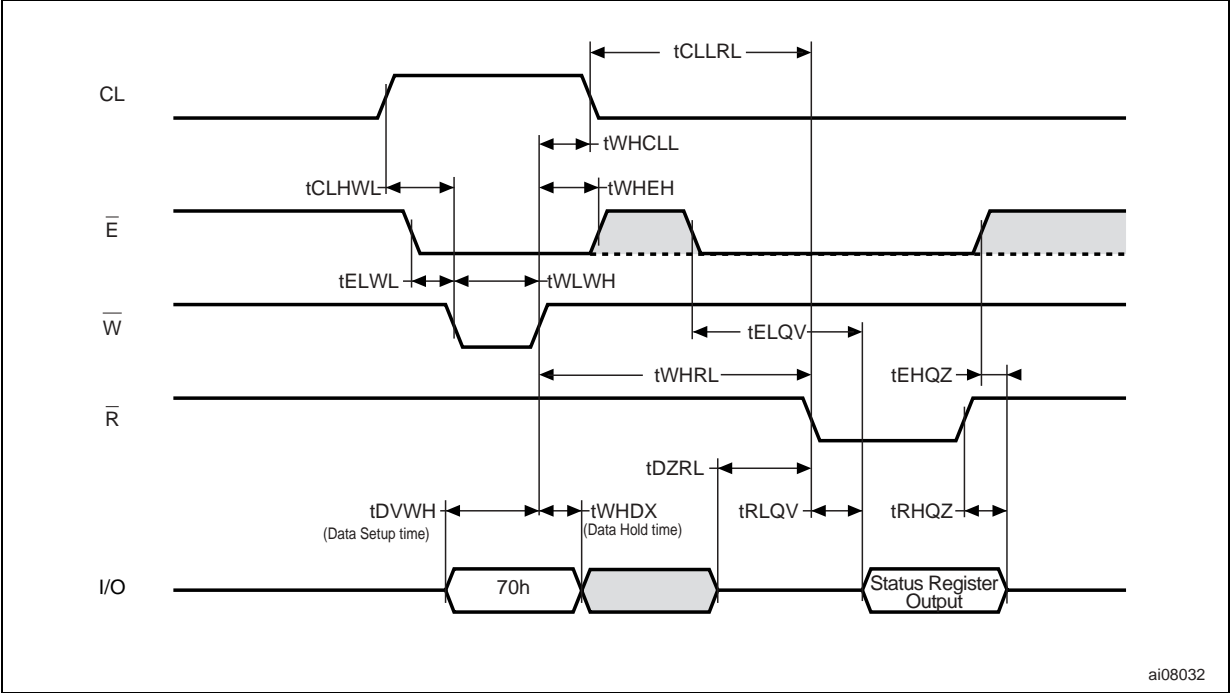 tCLLRL
CL
tWHCLL
tCLHWL
tWHEH
E
tELWL
tWLWH
W
tELQV
tWHRL
tEHQZ
R
tDZRL
tDVWH
(Data Setup time)
tWHDX
(Data Hold time)
tRLQV
tRHQZ
I/O
70h
Status Register
Output
ai08032